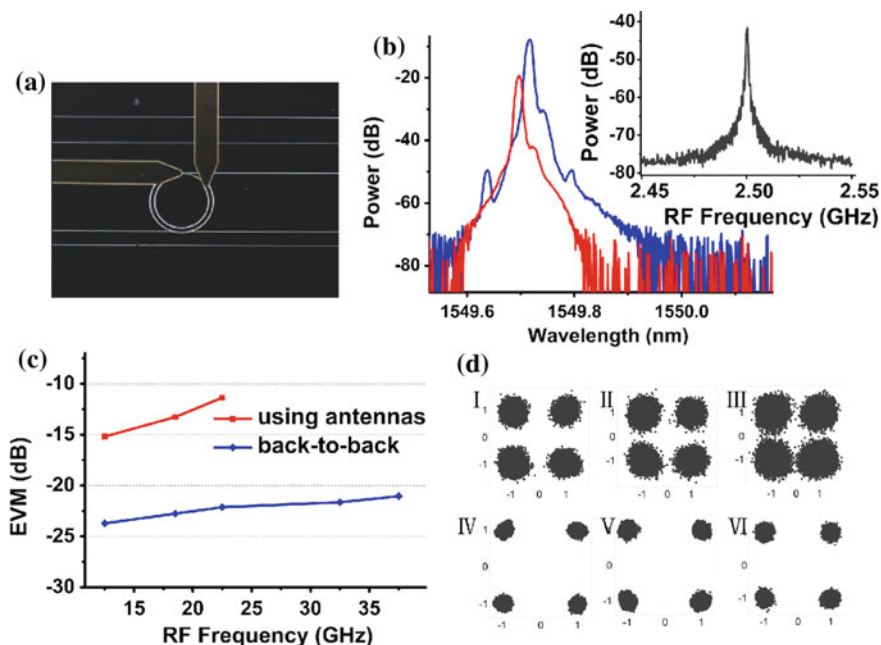 (a)
(b)
-20
-40
-60
-80
Power (dB)
1549.6 1549.8 1550.0
Wavelength (nm)
-40
-50
-60
-70
-80
Power (dB)
2.45 2.50 2.55
RF Frequency (GHz)
(c)
-10
-15
-20
-25
-30
EVM (dB)
using antennas
back-to-back
15 20 25 30 35
RF Frequency (GHz)
(d)
I II III
1 1 1
0 0 0
-1 -1 -1
-1 0 1 -1 0 1 -1 0 1
IV V VI
1 1 1
0 0 0
-1 -1 -1
-1 0 1 -1 0 1 -1 0 1